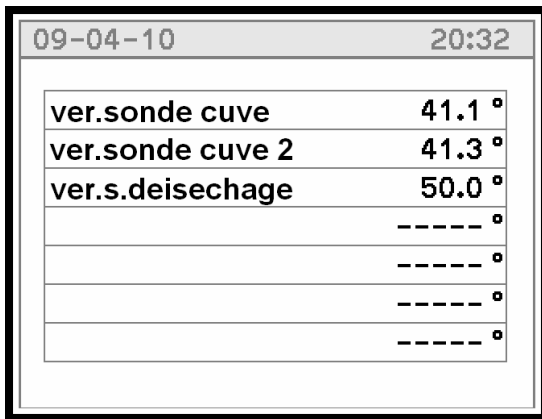 09-04-10 20:32
ver.sonde cuve 41.1 °
ver.sonde cuve 2 41.3 °
ver.s.deisechage 50.0 °
----- °
----- °
----- °
----- °